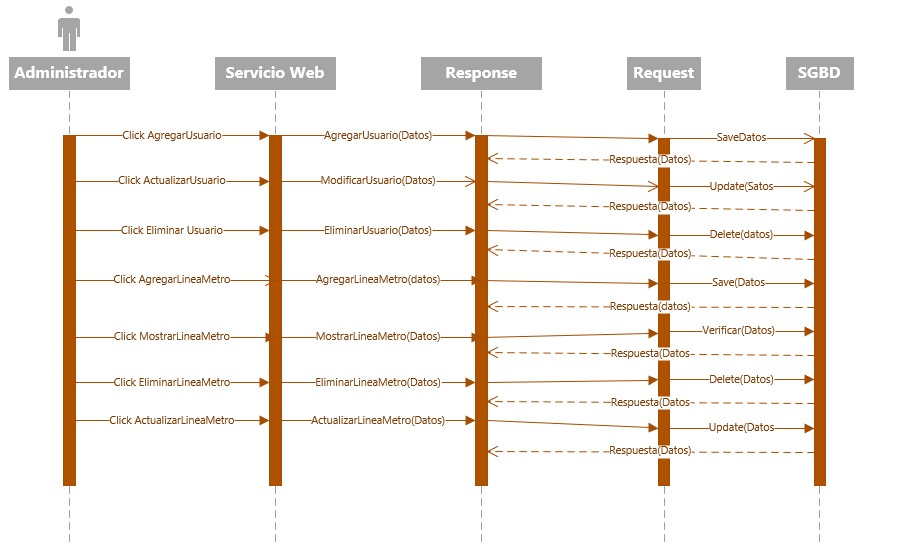 Administrador
Servicio Web
Response
Request
SGBD
Click AgregarUsuario
AgregarUsuario(Datos)
SaveDatos
Respuesta(Datos)
Click ActualizarUsuario
ModificarUsuario(Datos)
Update(Satos
Respuesta(Datos)
Click Eliminar Usuario
EliminarUsuario(Datos)
Delete(datos)
Respuesta(Datos)
Click AgregarLineaMetro
AgregarLineaMetro(datos)
Save(Datos
Respuesta(datos)
Click MostrarLineaMetro
MostrarLineaMetro(Datos)
Verificar(Datos)
Respuesta(Datos
Click EliminarLineaMetro
EliminarLineaMetro(Datos)
Delete(Datos)
Respuesta(Datos
Click ActualizarLineaMetro
ActualizarLineaMetro(Datos)
Update(Datos
Respuesta(Datos)